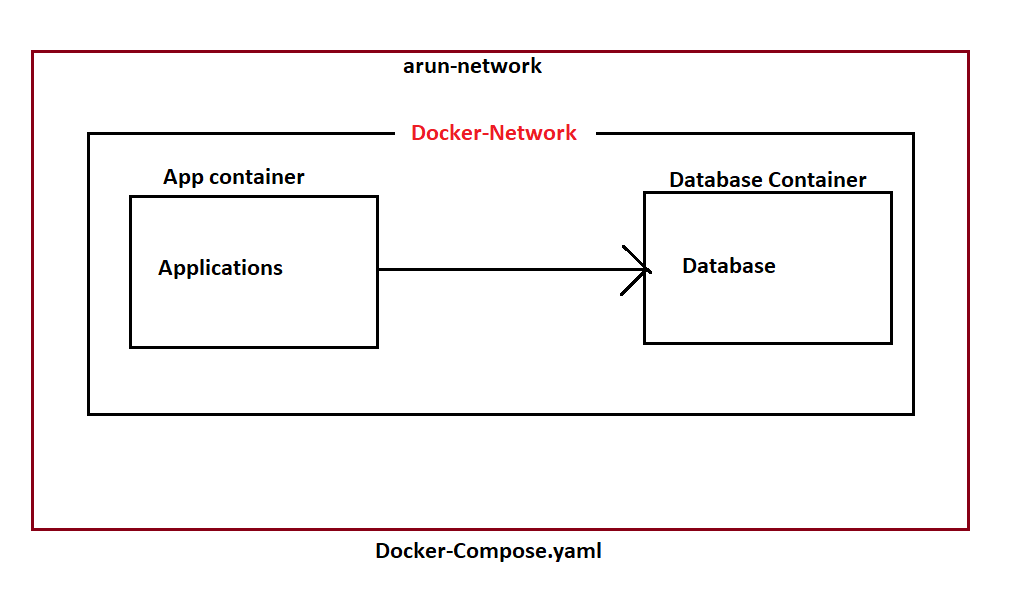 arun-network
Docker-Network
App container
Database Container
Applications
Database
Docker-Compose.yaml